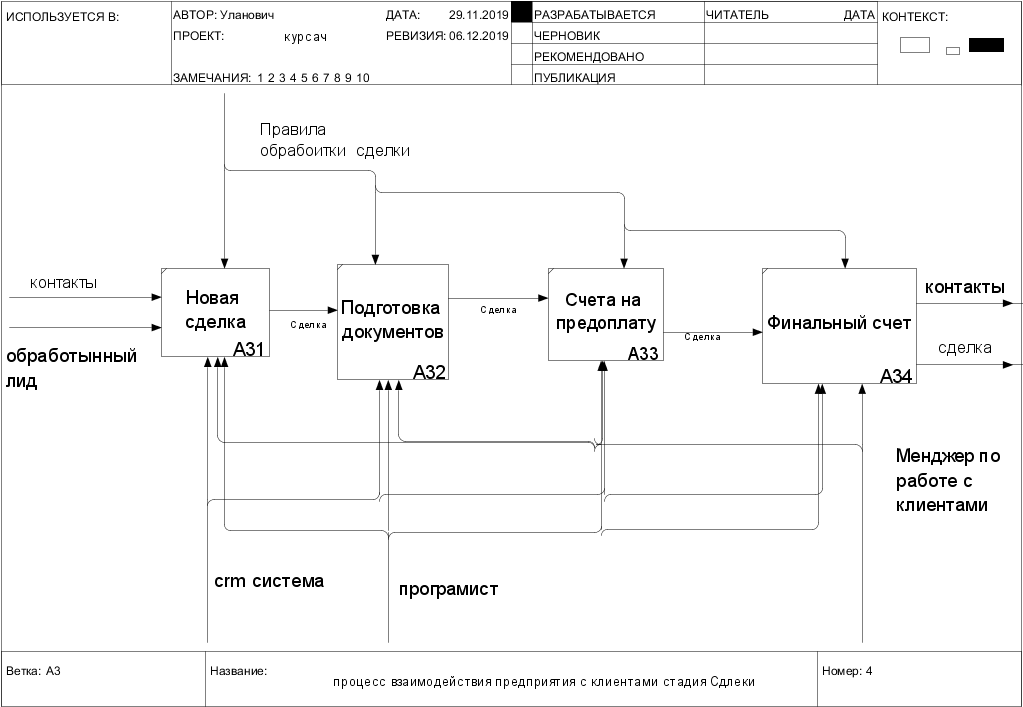 ИСПОЛЬЗУЕТСЯ В:
АВТОР: Уланович
ДАТА: 29.11.2019
РАЗРАБАТЫВАЕТСЯ
ЧИТАТЕЛЬ
ДАТА
КОНТЕКСТ:
ПРОЕКТ: курсач
РЕВИЗИЯ: 06.12.2019
ЧЕРНОВИК
РЕКОМЕНДОВАНО
ЗАМЕЧАНИЯ: 1 2 3 4 5 6 7 8 9 10
ПУБЛИКАЦИЯ
Правила
обрабоитки сделки
контакты
обработынный
лид
Новая
сделка
A31
Сделка
Подготовка
документов
A32
Сделка
Счета на
предоплату
A33
Сделка
Финальный счет
A34
контакты
сделка
Менджер по
работе с
клиентами
crm система
програмист
Ветка: A3
Название:
процесс взаимодействия предприятия с клиентами стадия Сдлеки
Номер: 4